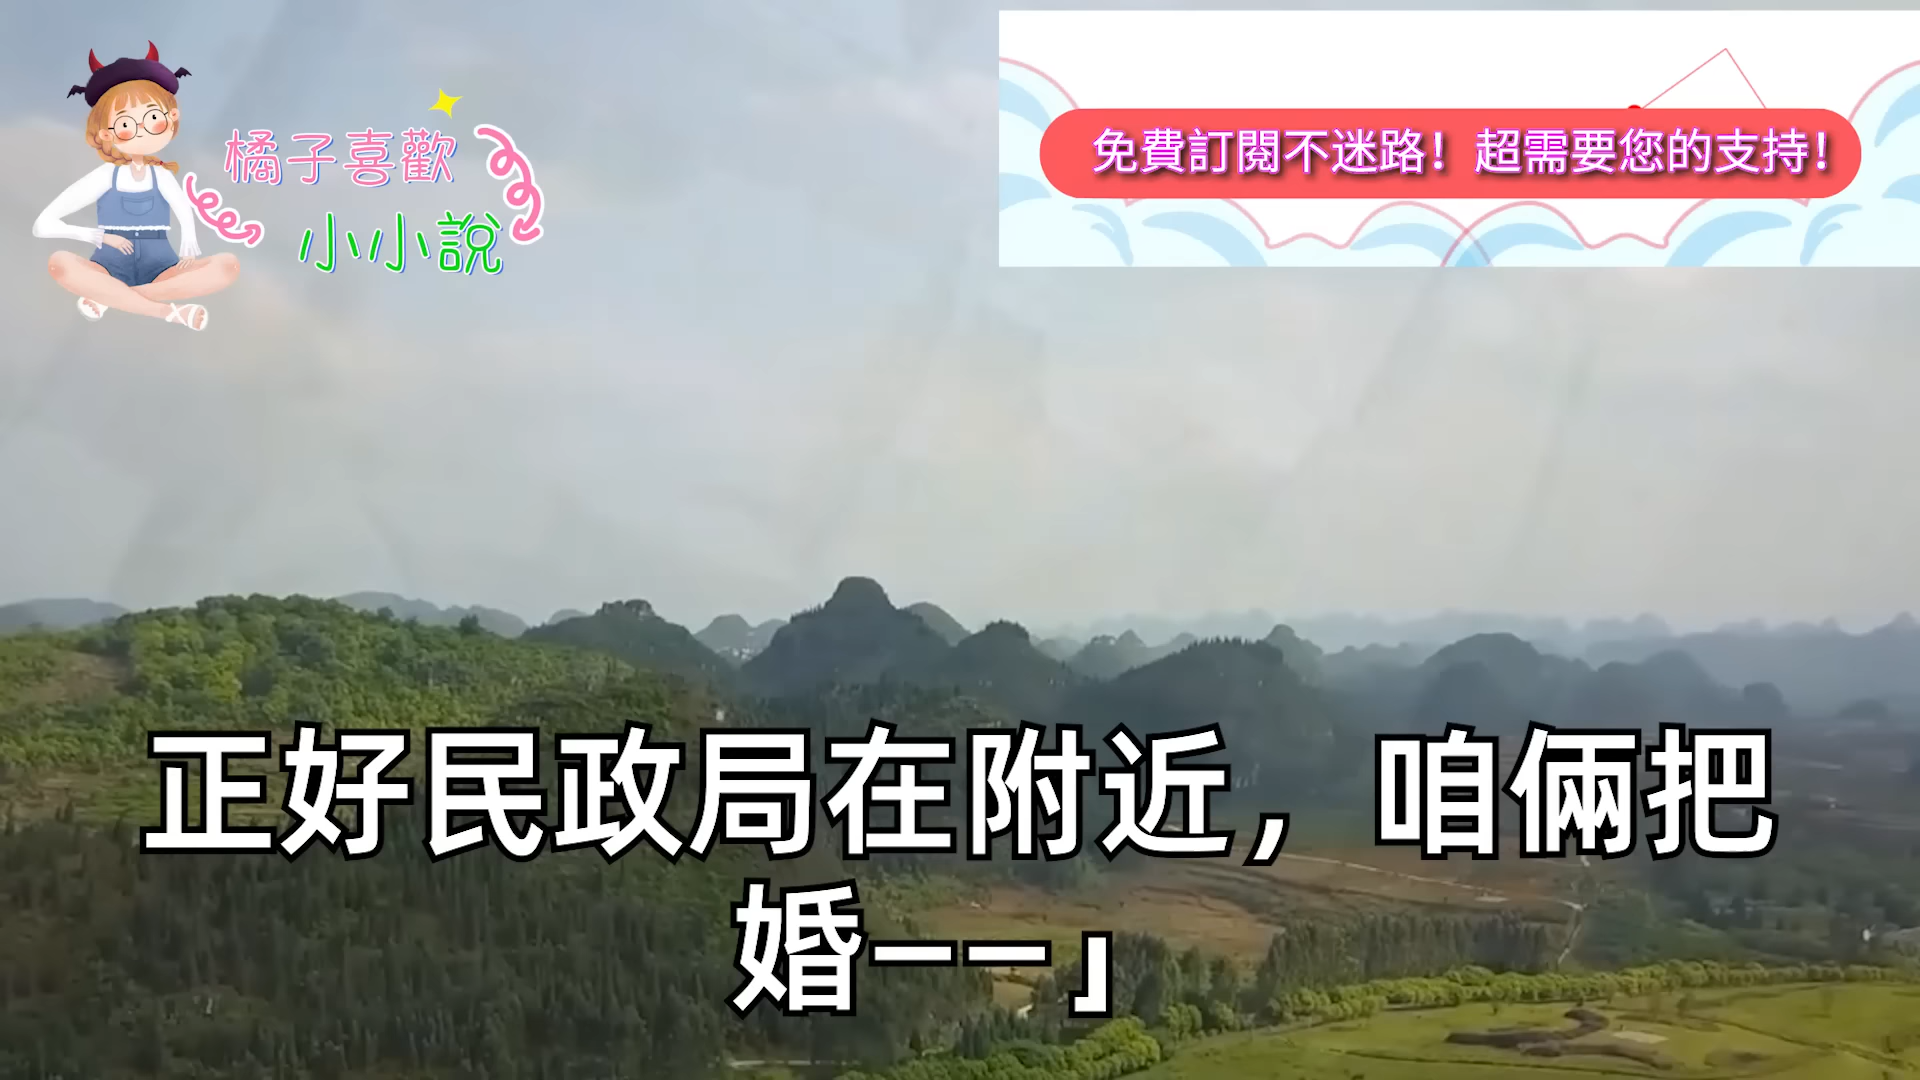 橘子喜歡
小小說
免費訂閱不迷路！超需要您的支持！
正好民政局在附近，咱倆把
婚——」